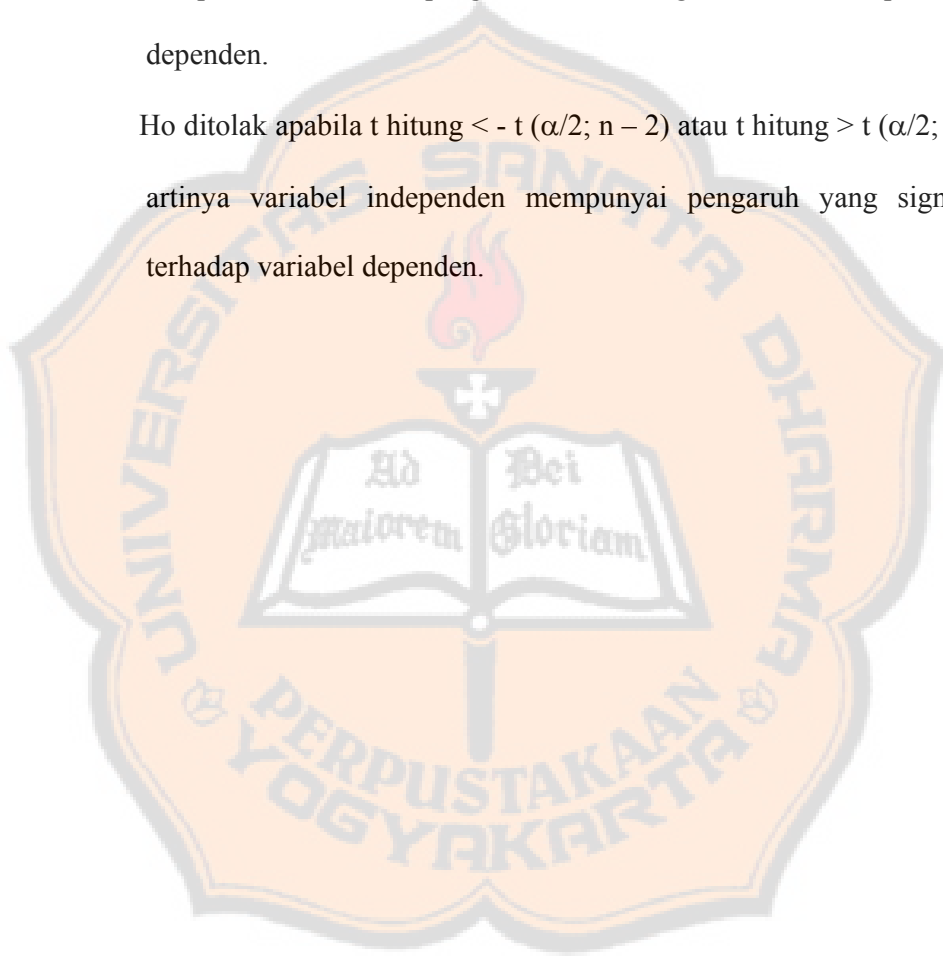 dependen.
Ho ditolak apabila t hitung < - t (α/2; n – 2) atau t hitung > t (α/2;
artinya variabel independen mempunyai pengaruh yang sign
terhadap variabel dependen.
UNIVERSITAS SANATA DHARMA
Ad
maiorem
Dei
Gloriam
PERPUSTAKAAN
YOGYAKARTA